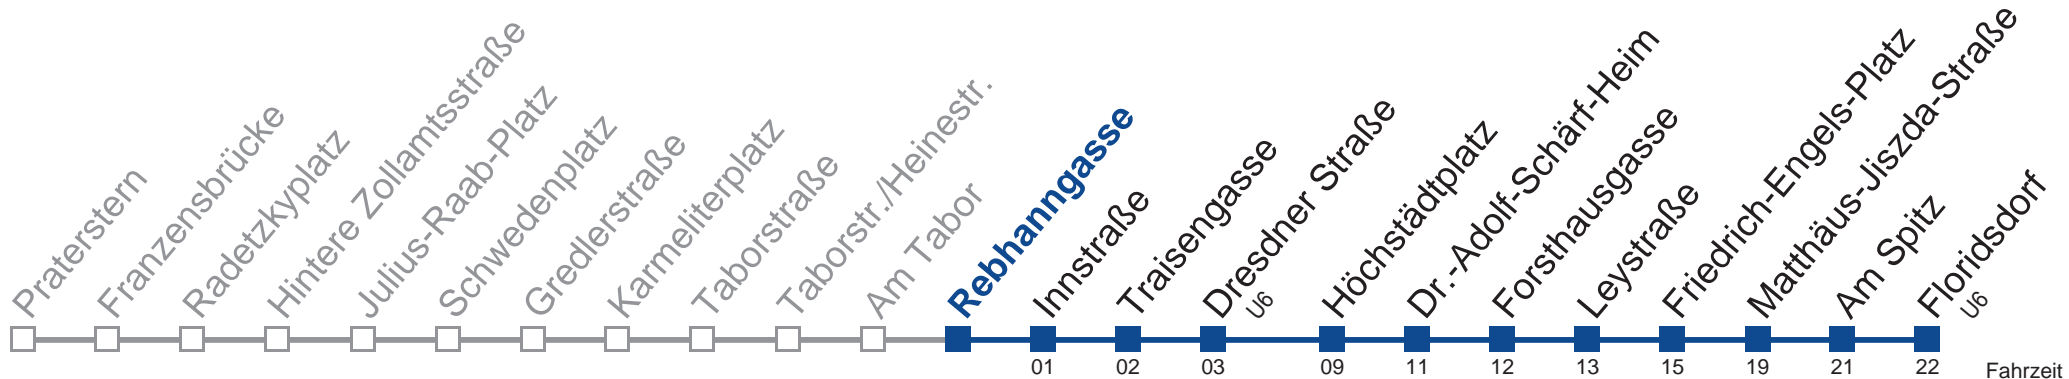 Praterstern
Franzensbrücke
Radetzkyplatz
Hintere Zollamtsstraße
Julius-Raab-Platz
Schwedenplatz
Gredlerstraße
Karmeliterplatz
Taborstraße
Taborstr./Heinestr.
Am Tabor
Rebhanngasse
Innstraße
Traisengasse
Dresdner Straße
U6
Höchstädtplatz
Dr.-Adolf-Schärf-Heim
Forsthausgasse
Leystraße
Friedrich-Engels-Platz
Matthäus-Jiszda-Straße
Am Spitz
Floridsdorf
U6
01 02 03 09 11 12 13 15 19 21 22 Fahrzeit